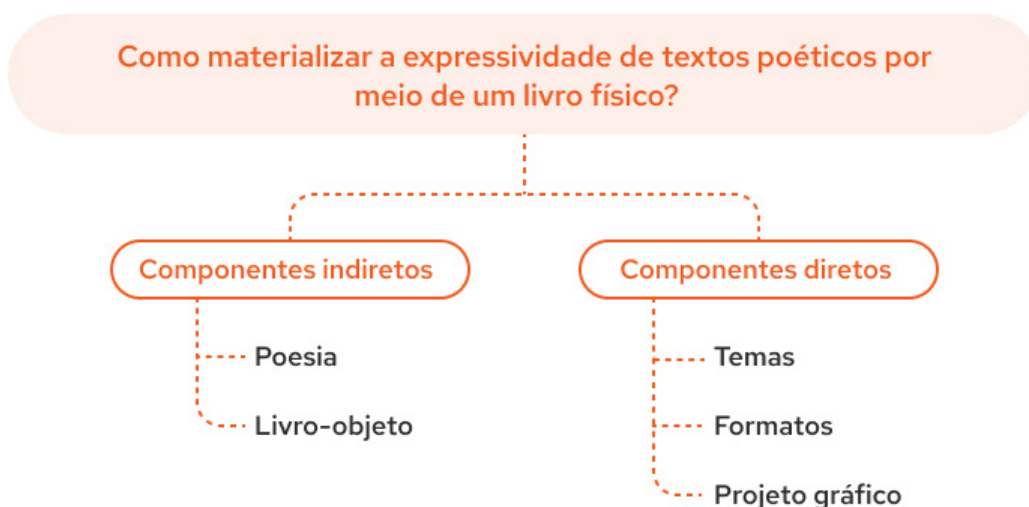 Como materializar a expressividade de textos poéticos por
meio de um livro físico?
Componentes indiretos
Poesia
Livro-objeto
Componentes diretos
Temas
Formatos
Projeto gráfico